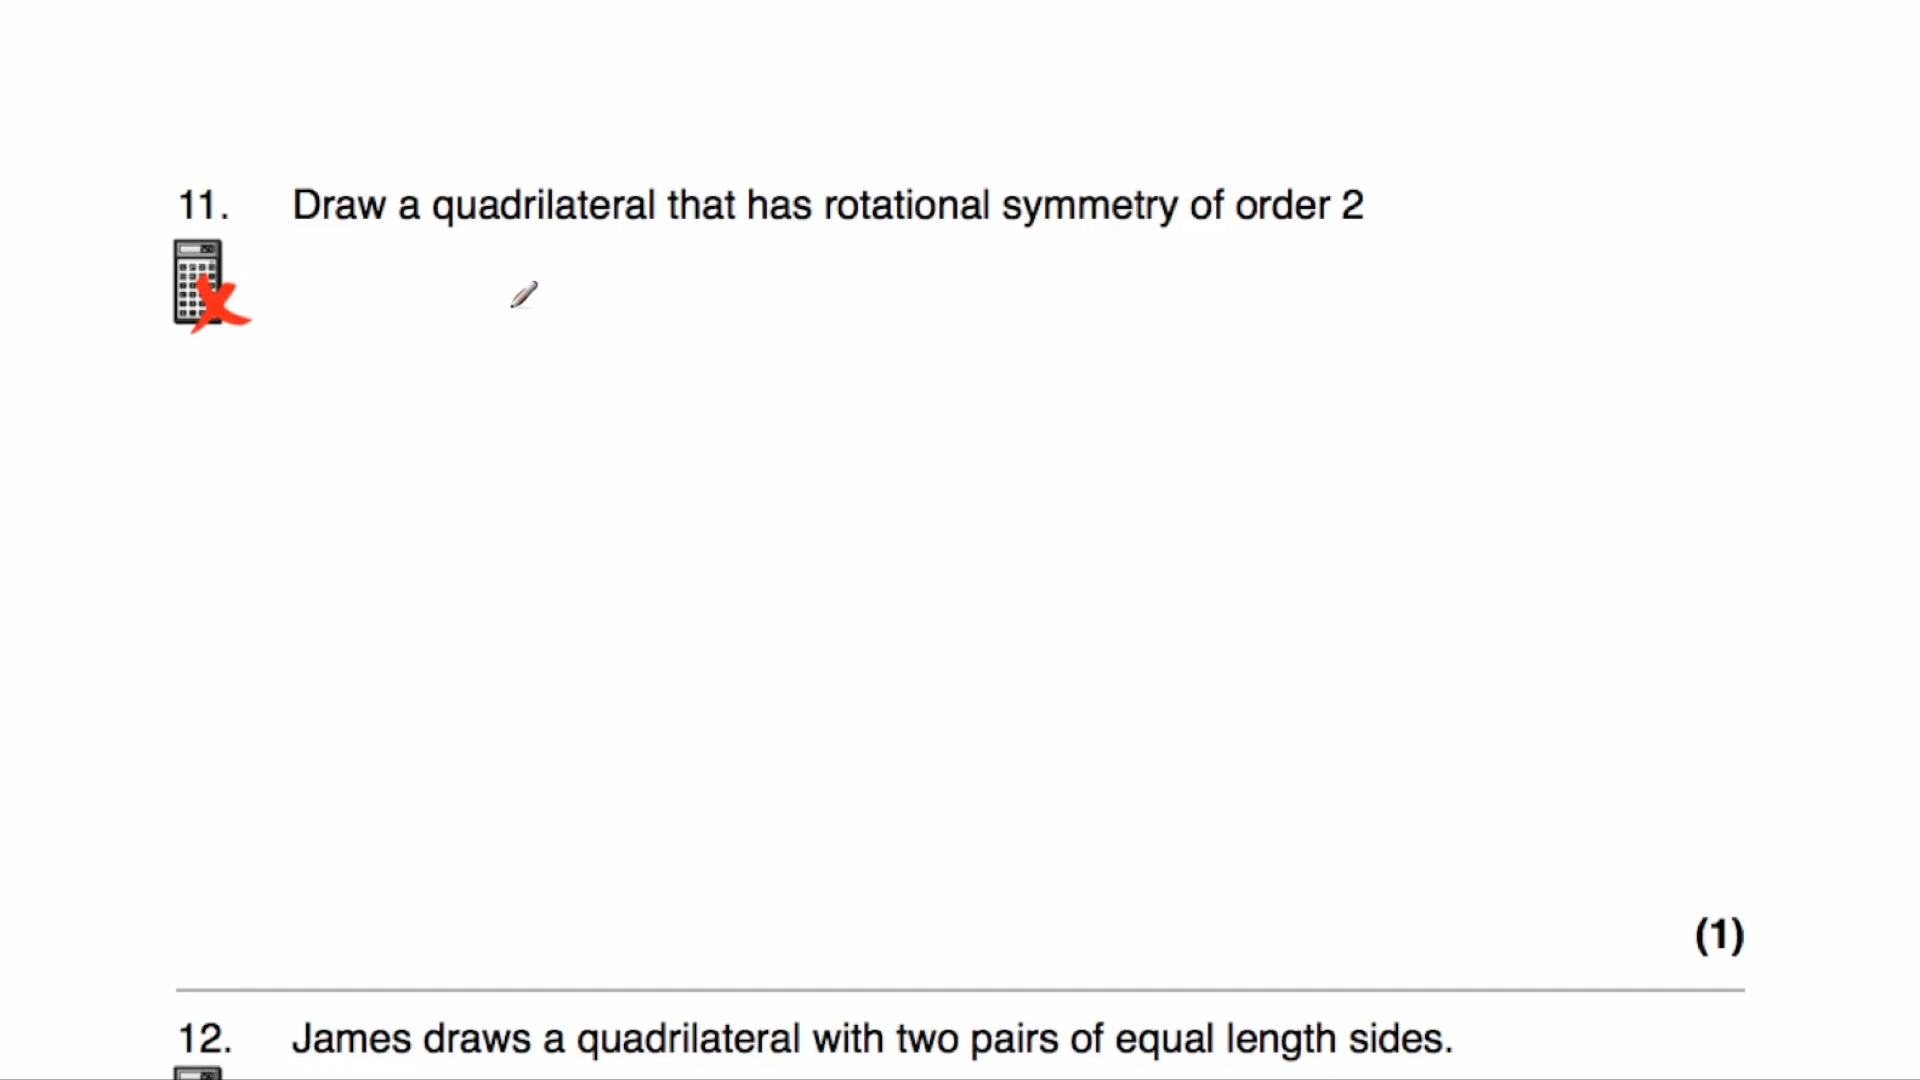 11. Draw a quadrilateral that has rotational symmetry of order 2
(1)
12. James draws a quadrilateral with two pairs of equal length sides.